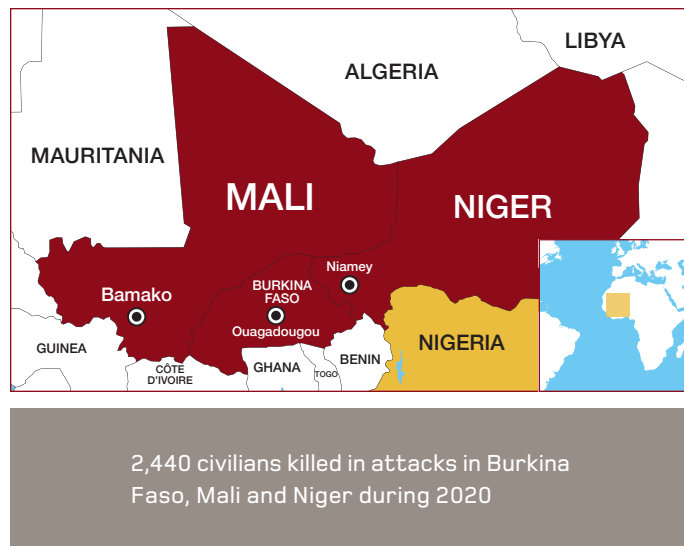 LIBYA
ALGERIA
MAURITANIA
MALI
NIGER
Niamey
BURKINA
FASO
Bamako
Ouagadougou
NIGERIA
GUINEA
CÔTE
D'IVOIRE
GHANA
TOGO
BENIN
2,440 civilians killed in attacks in Burkina
Faso, Mali and Niger during 2020